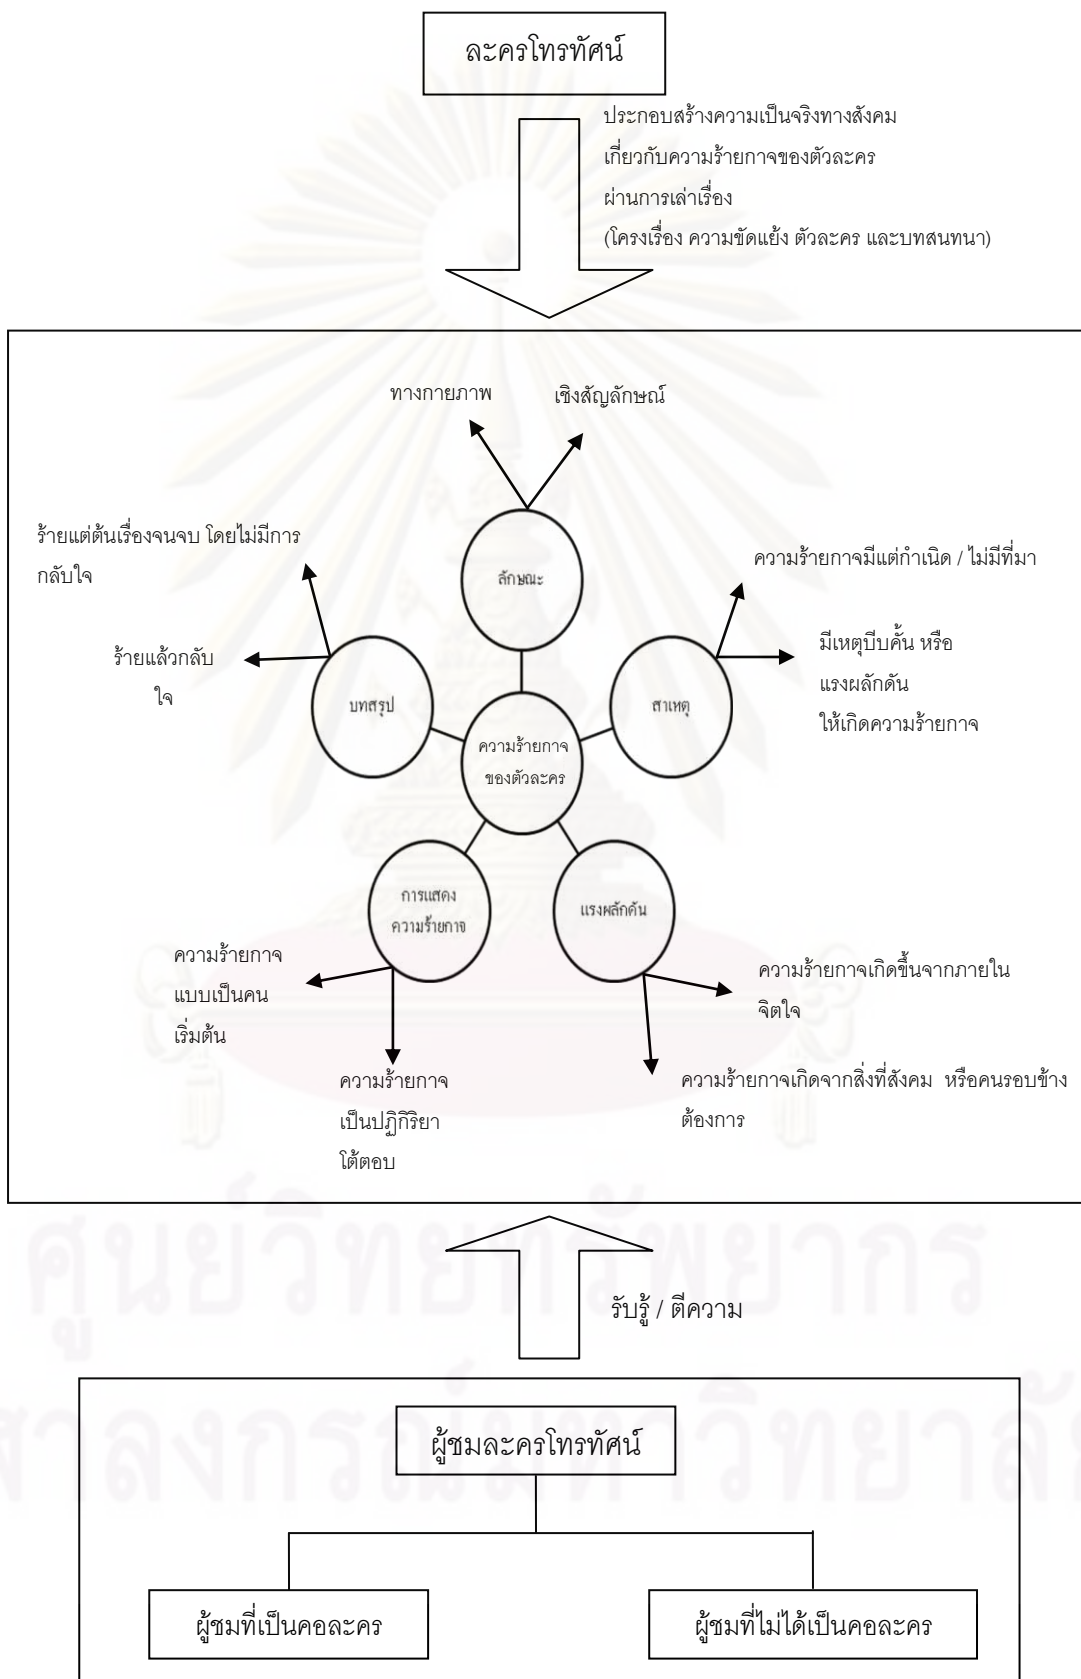 ละครโทรทัศน์
ประกอบสร้างความเป็นจริงทางสังคม
เกี่ยวกับความร้ายกาจของตัวละคร
ผ่านการเล่าเรื่อง
(โครงเรื่อง ความขัดแย้ง ตัวละคร และบทสนทนา)
ทางกายภาพ
เชิงสัญลักษณ์
ร้ายแต่ต้นเรื่องจนจบ โดยไม่มีการ
กลับใจ
ลักษณะ
ความร้ายกาจมีแต่กำเนิด / ไม่มีที่มา
ร้ายแล้วกลับ
ใจ
บทสรุป
สาเหตุ
มีเหตุบีบคั้น หรือ
แรงผลักดัน
ให้เกิดความร้ายกาจ
ความร้ายกาจ
ของตัวละคร
การแสดง
ความร้ายกาจ
แรงผลักดัน
ความร้ายกาจ
แบบเป็นคน
เริ่มต้น
ความร้ายกาจเกิดขึ้นจากภายใน
จิตใจ
ความร้ายกาจ
เป็นปฏิกิริยา
โต้ตอบ
ความร้ายกาจเกิดจากสิ่งที่สังคม หรือคนรอบข้าง
ต้องการ
ศูนย์วิทยทรัพยากร
รับรู้ / ตีความ
ผู้ชมละครโทรทัศน์
ผู้ชมที่เป็นคอละคร
ผู้ชมที่ไม่ได้เป็นคอละคร